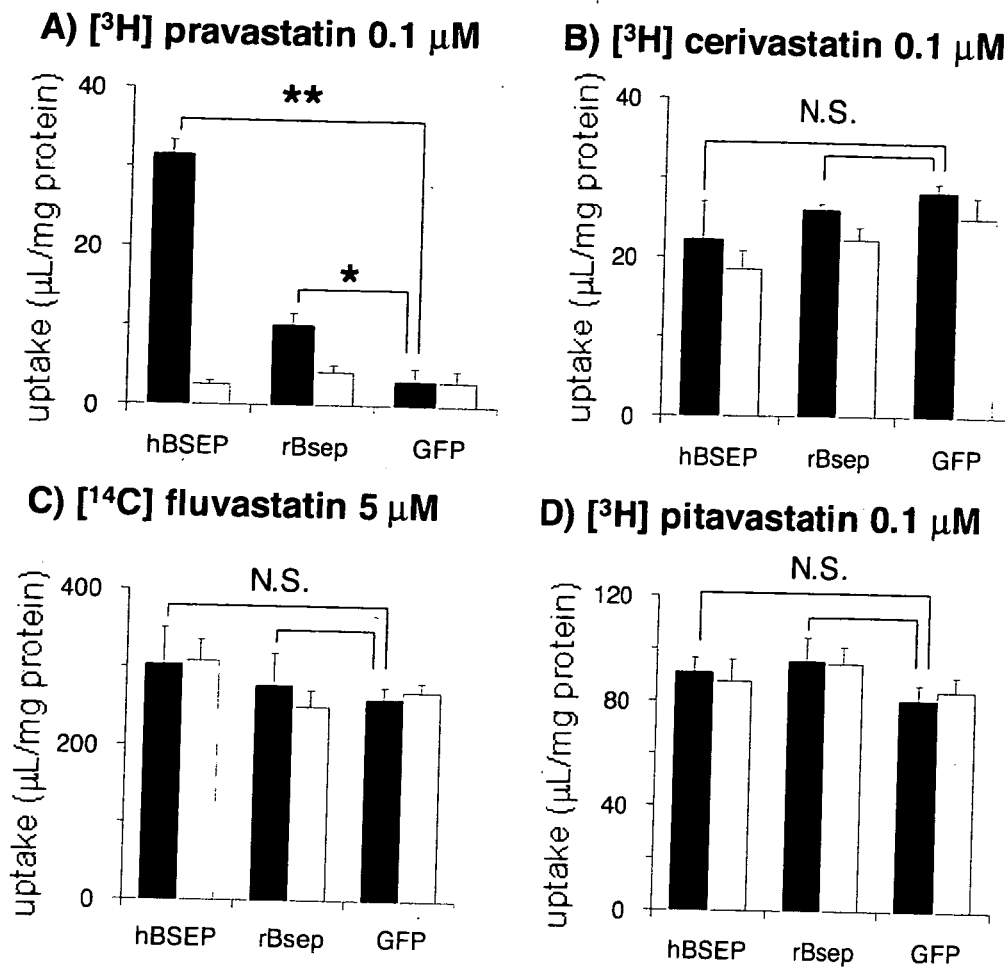 A) [³H] pravastatin 0.1 μM
uptake (μL/mg protein)
40
20
0
**
*
hBSEP rBsep GFP
B) [³H] cerivastatin 0.1 μM
uptake (μL/mg protein)
40
20
0
N.S.
hBSEP rBsep GFP
C) [¹⁴C] fluvastatin 5 μM
uptake (μL/mg protein)
400
200
0
N.S.
hBSEP rBsep GFP
D) [³H] pitavastatin 0.1 μM
uptake (μL/mg protein)
120
80
40
0
N.S.
hBSEP rBsep GFP